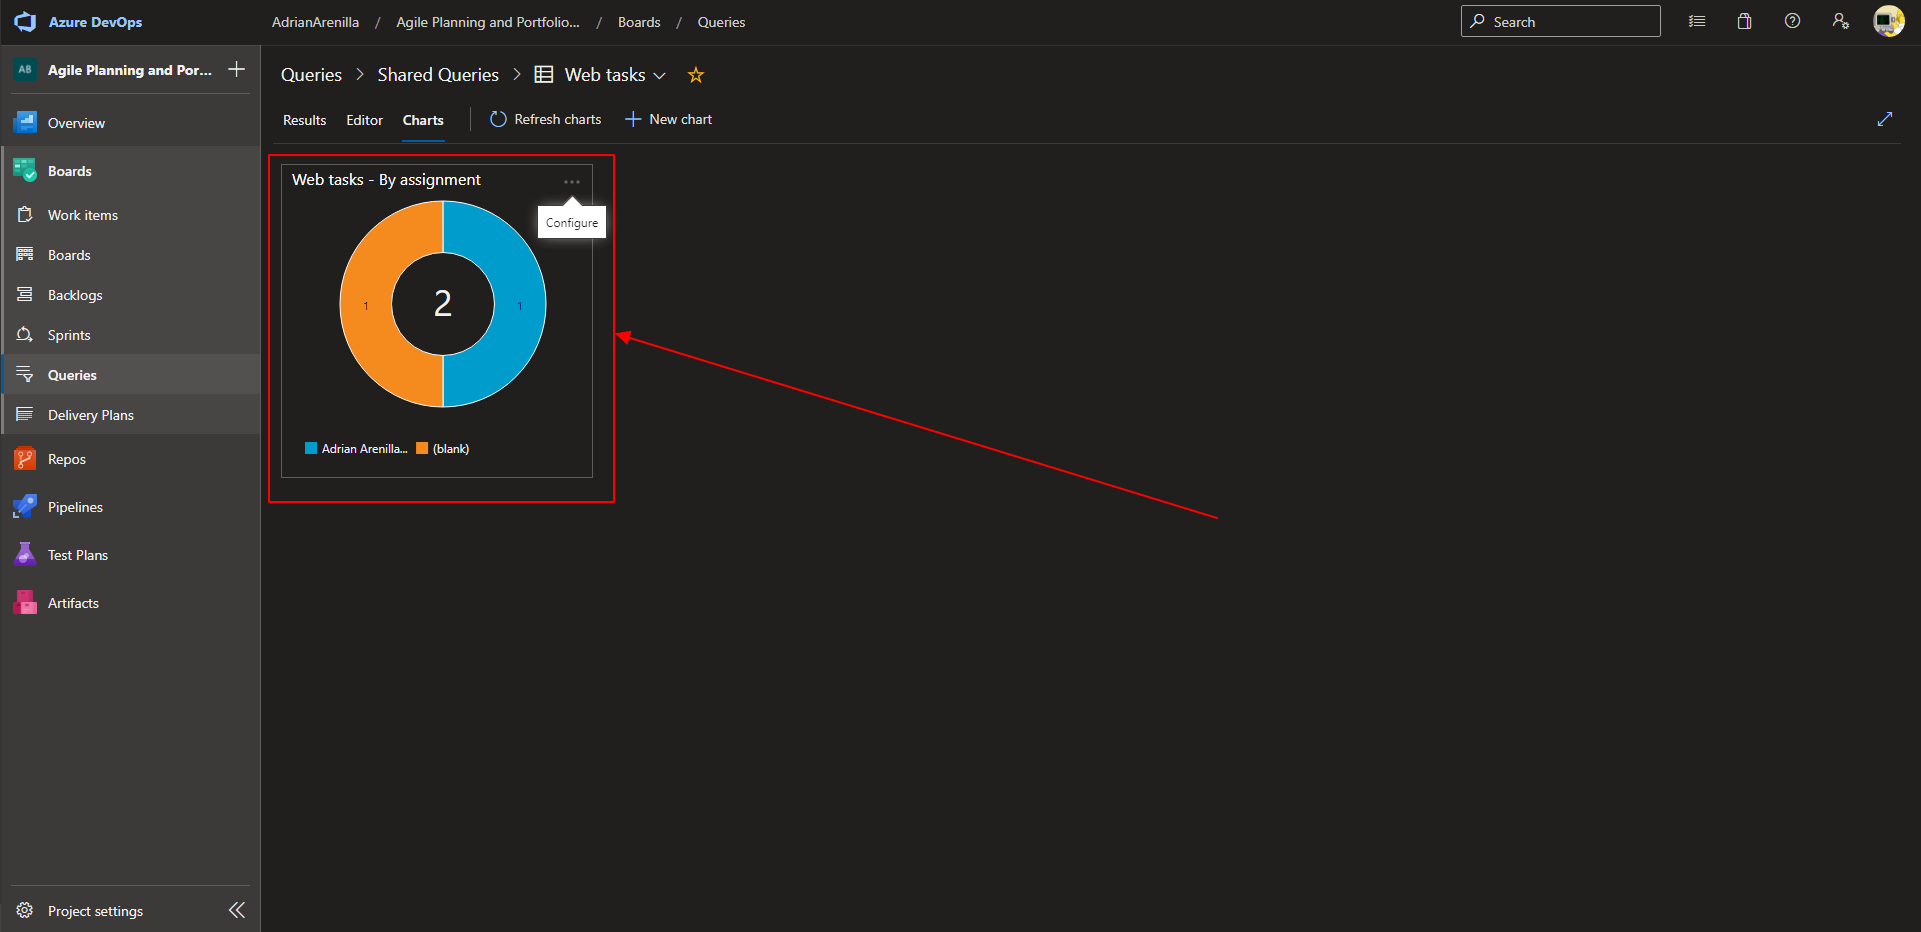 Azure DevOps
AdrianArenilla / Agile Planning and Portfolio... / Boards / Queries
Search
AB Agile Planning and Por...
Overview
Boards
Work items
Boards
Backlogs
Sprints
Queries
Delivery Plans
Repos
Pipelines
Test Plans
Artifacts
Project settings
Queries > Shared Queries > Web tasks
Results Editor Charts Refresh charts New chart
Web tasks - By assignment
Configure
1 2 1
Adrian Arenilla... (blank)